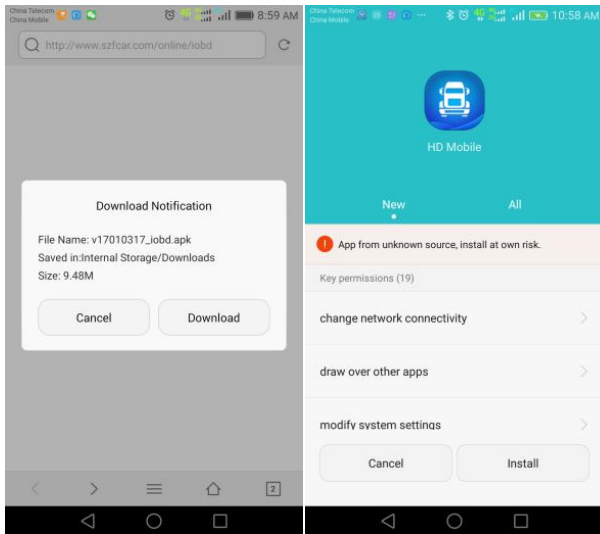 China Telecom
China Mobile
4G
8:59 AM
http://www.szfcar.com/online/iobd
Download Notification
File Name: v17010317_iobd.apk
Saved in:Internal Storage/Downloads
Size: 9.48M
Cancel
Download
2
China Telecom
China Mobile
4G
10:58 AM
HD Mobile
New
All
App from unknown source, install at own risk.
Key permissions (19)
change network connectivity
draw over other apps
modify system settings
Cancel
Install